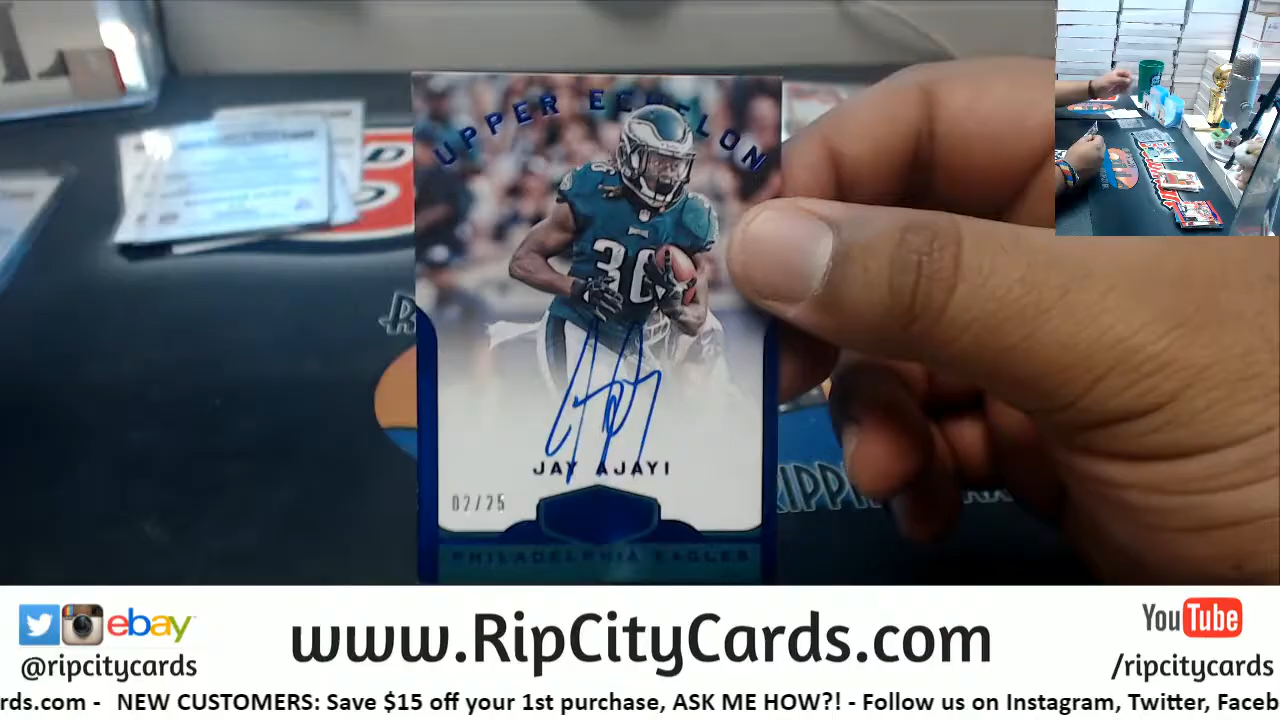 UPPER ECHELON
36
JAY AJAYI
02/25
PHILADELPHIA EAGLES
ebay
@ripcitycards
www.RipCityCards.com
YouTube
/ripcitycards
rds.com - NEW CUSTOMERS: Save $15 off your 1st purchase, ASK ME HOW?! - Follow us on Instagram, Twitter, Faceb